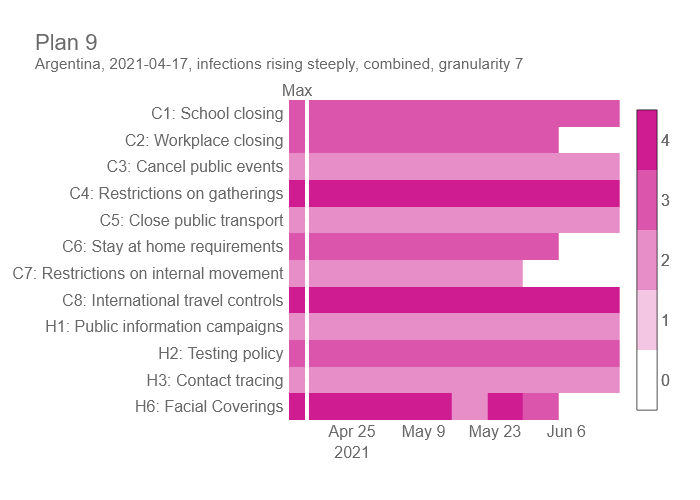 Plan 9
Argentina, 2021-04-17, infections rising steeply, combined, granularity 7
Max
C1: School closing
C2: Workplace closing
C3: Cancel public events
C4: Restrictions on gatherings
C5: Close public transport
C6: Stay at home requirements
C7: Restrictions on internal movement
C8: International travel controls
H1: Public information campaigns
H2: Testing policy
H3: Contact tracing
H6: Facial Coverings
Apr 25 May 9 May 23 Jun 6
2021
4
3
2
1
0